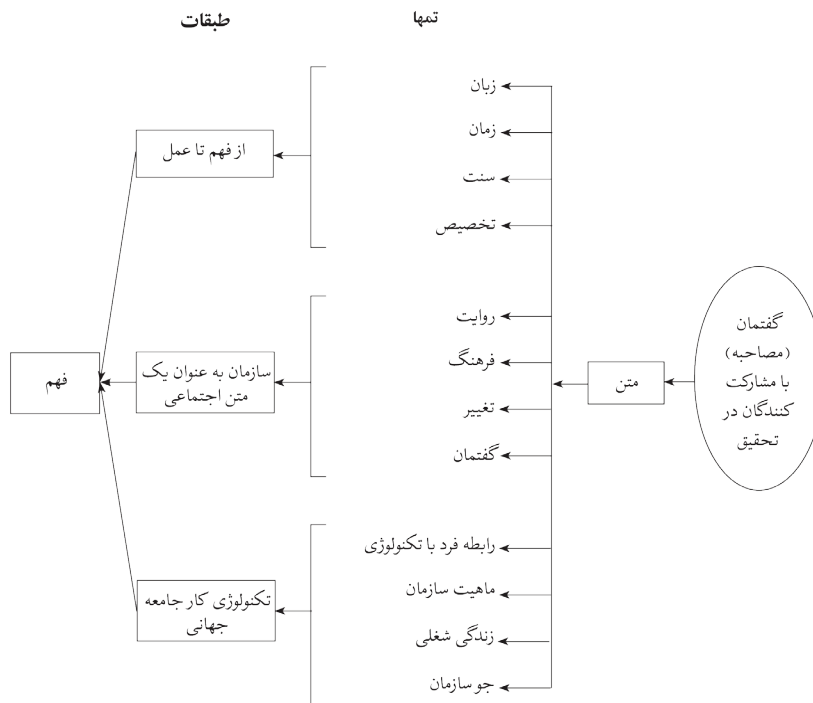 تمها
طبقات
گفتمان
(مصاحبه)
با مشارکت
کنندگان در
تحقیق
متن
زبان
زمان
سنت
تخصیص
روایت
فرهنگ
تغییر
گفتمان
رابطه فرد با تکنولوژی
ماهیت سازمان
زندگی شغلی
جو سازمان
از فهم تا عمل
سازمان به عنوان یک
متن اجتماعی
تکنولوژی کار جامعه
جهانی
فهم